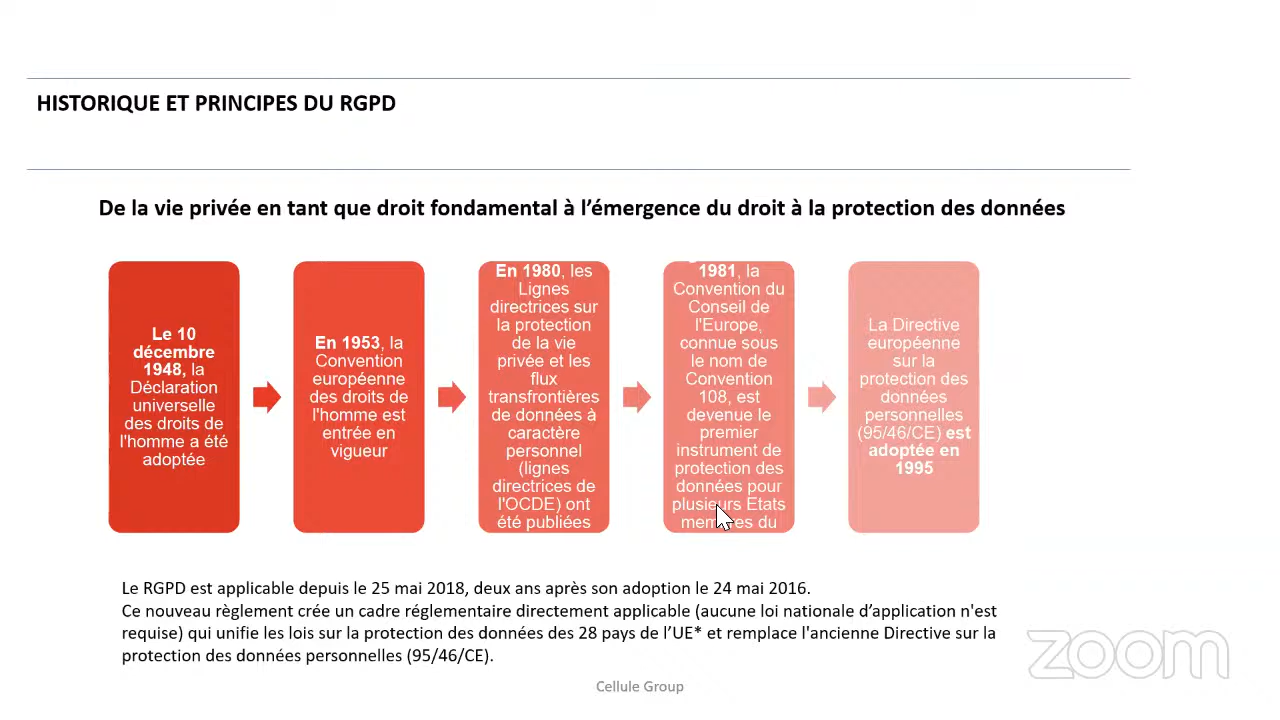 HISTORIQUE ET PRINCIPES DU RGPD
De la vie privée en tant que droit fondamental à l’émergence du droit à la protection des données
Le 10
décembre
1948, la
Déclaration
universelle
des droits de
l'homme a été
adoptée
En 1953, la
Convention
européenne
des droits de
l'homme est
entrée en
vigueur
En 1980, les
Lignes
directrices sur
la protection
de la vie
privée et les
flux
transfrontières
de données à
caractère
personnel
(lignes
directrices de
l'OCDE) ont
été publiées
1981, la
Convention du
Conseil de
l'Europe,
connue sous
le nom de
Convention
108, est
devenue le
premier
instrument de
protection des
données pour
plusieurs Etats
membres du
La Directive
européenne
sur la
protection des
données
personnelles
(95/46/CE) est
adoptée en
1995
Le RGPD est applicable depuis le 25 mai 2018, deux ans après son adoption le 24 mai 2016.
Ce nouveau règlement crée un cadre réglementaire directement applicable (aucune loi nationale d’application n'est
requise) qui unifie les lois sur la protection des données des 28 pays de l’UE* et remplace l'ancienne Directive sur la
protection des données personnelles (95/46/CE).
zoom
Cellule Group